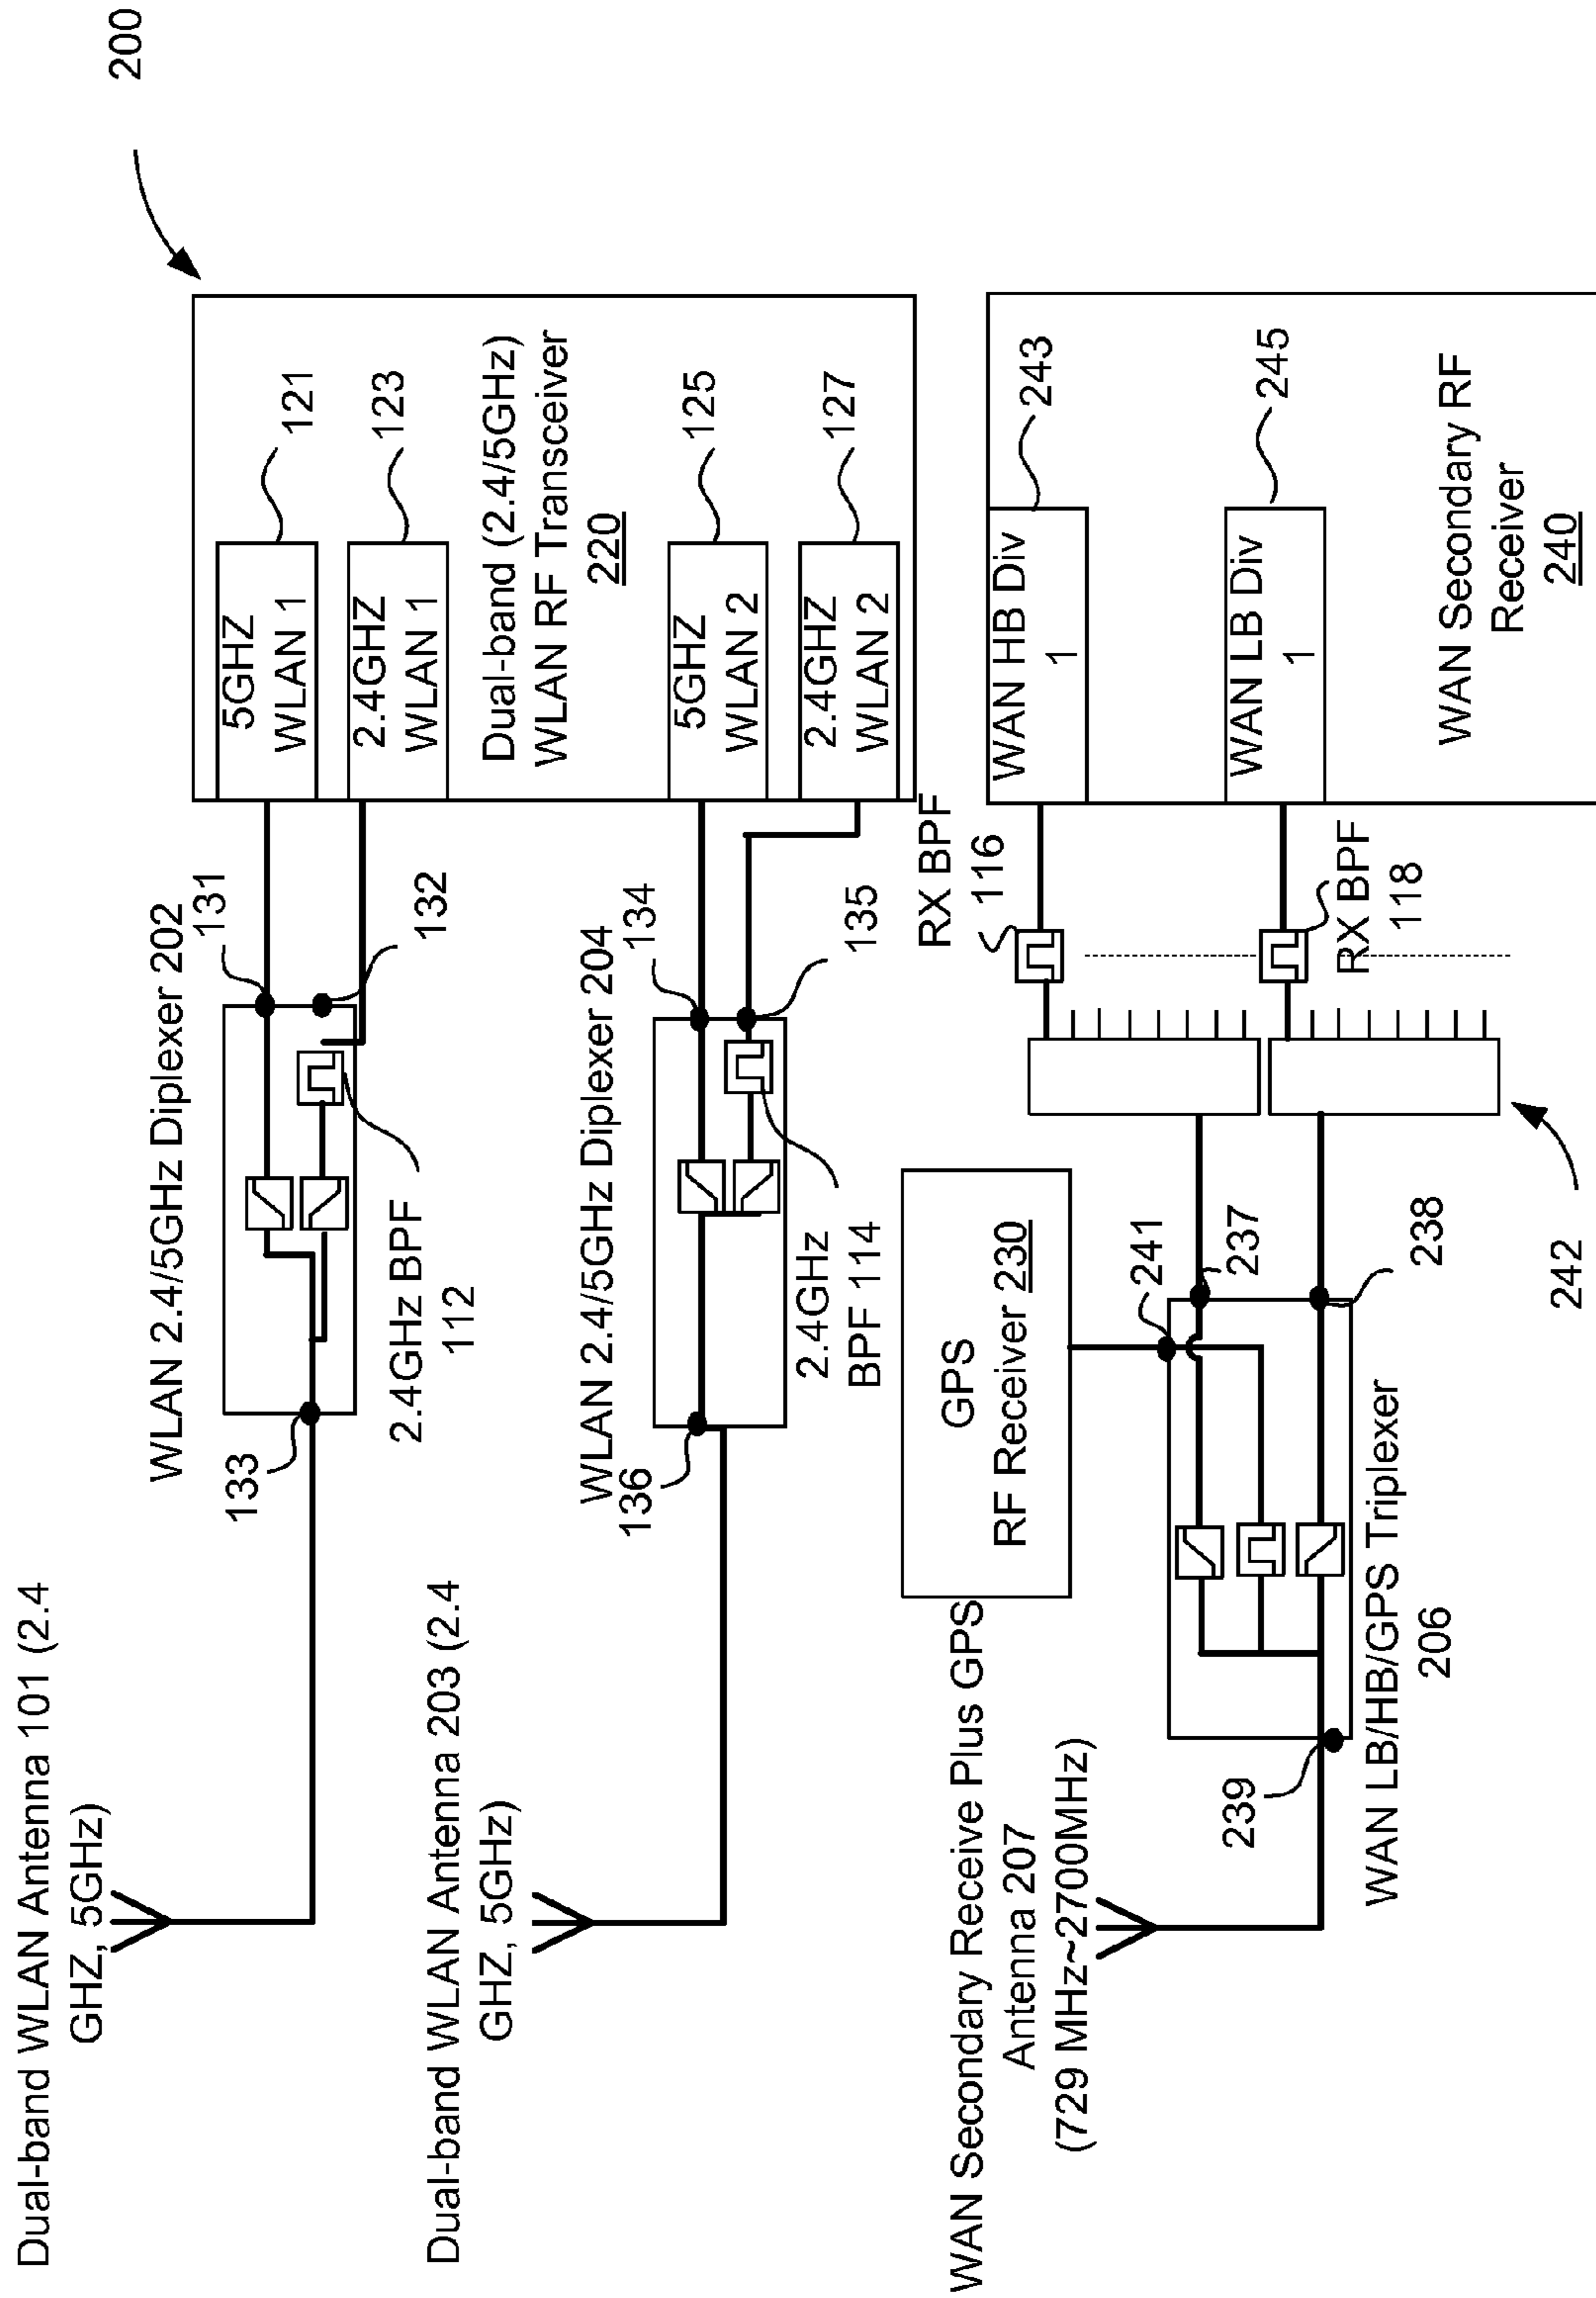 200
Dual-band WLAN Antenna 101 (2.4
GHZ, 5GHz)
WLAN 2.4/5GHz Diplexer 202
133
131
132
2.4GHz BPF
112
5GHZ
WLAN 1
121
2.4GHZ
WLAN 1
123
Dual-band (2.4/5GHz)
WLAN RF Transceiver
220
5GHZ
WLAN 2
125
2.4GHZ
WLAN 2
127
Dual-band WLAN Antenna 203 (2.4
GHZ, 5GHz)
WLAN 2.4/5GHz Diplexer 204
136
134
135
2.4GHz
BPF 114
WAN Secondary Receive Plus GPS
Antenna 207
(729 MHz~2700MHz)
GPS
RF Receiver 230
241
237
238
239
WAN LB/HB/GPS Triplexer
206
242
RX BPF
116
RX BPF
118
WAN HB Div
1
243
WAN LB Div
1
245
WAN Secondary RF
Receiver
240